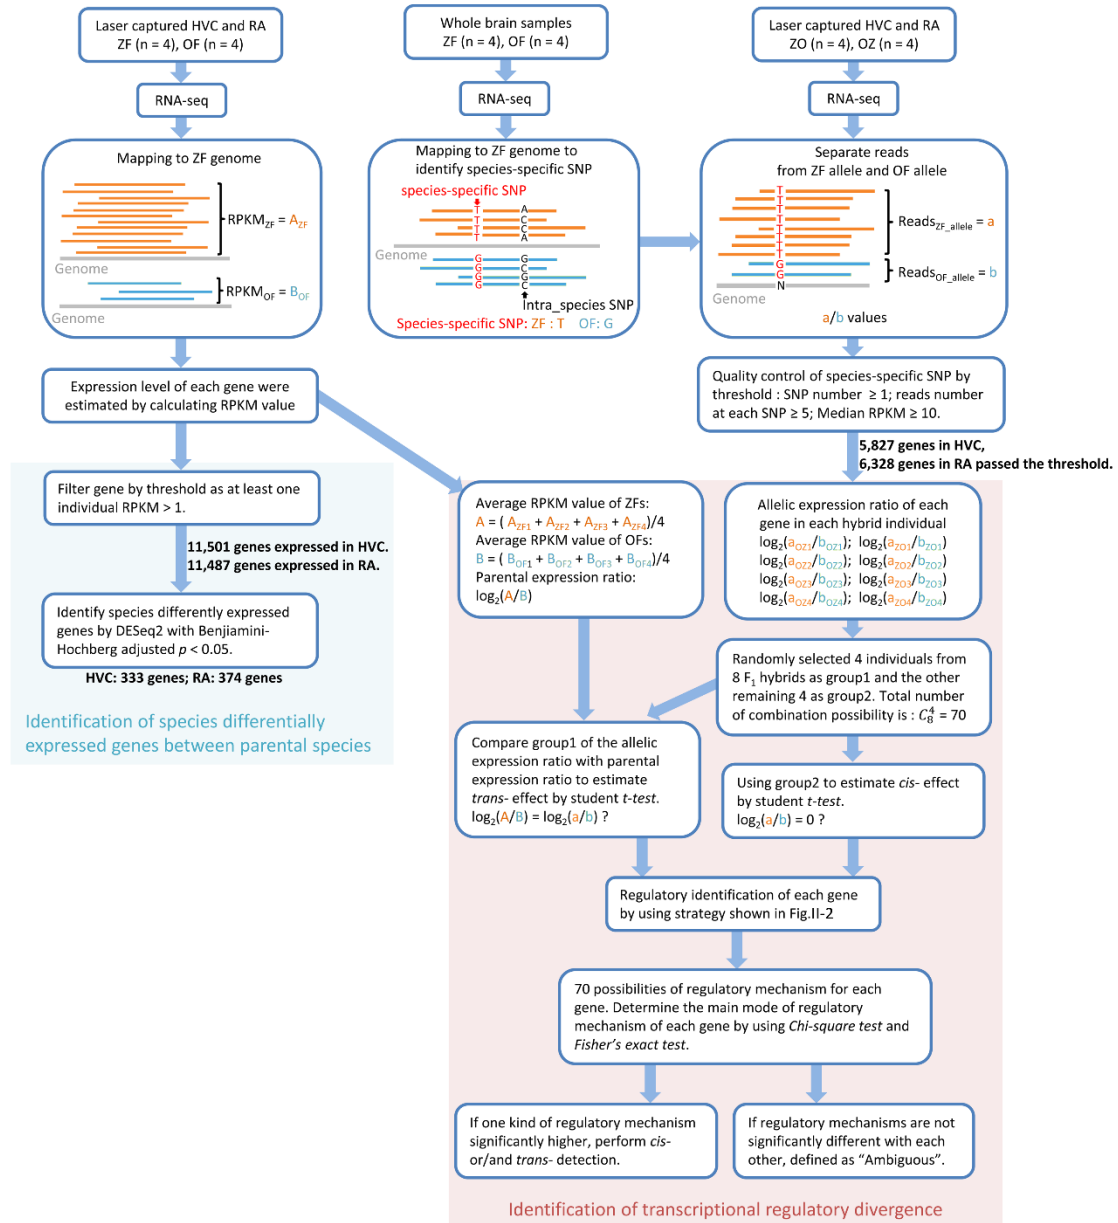 Laser captured HVC and RA
ZF (n = 4), OF (n = 4)
RNA-seq
Mapping to ZF genome
RPKMZF = AZF
Genome
RPKMOF = BOF
Genome
Expression level of each gene were
estimated by calculating RPKM value
Filter gene by threshold as at least one
individual RPKM > 1.
11,501 genes expressed in HVC.
11,487 genes expressed in RA.
Identify species differently expressed
genes by DESeq2 with Benjiamini-
Hochberg adjusted p < 0.05.
HVC: 333 genes; RA: 374 genes
Identification of species differentially
expressed genes between parental species
Whole brain samples
ZF (n = 4), OF (n = 4)
RNA-seq
Mapping to ZF genome to
identify species-specific SNP
species-specific SNP
T A
T C
T C
T A
Genome
G G
G C
G G
G C
Intra_species SNP
Species-specific SNP: ZF : T OF: G
Laser captured HVC and RA
ZO (n = 4), OZ (n = 4)
RNA-seq
Separate reads
from ZF allele and OF allele
T
T
T
T
T
T
T
ReadsZF_allele = a
G
G
ReadsOF_allele = b
N
Genome
a/b values
Quality control of species-specific SNP by
threshold : SNP number ≥ 1; reads number
at each SNP ≥ 5; Median RPKM ≥ 10.
5,827 genes in HVC,
6,328 genes in RA passed the threshold.
Average RPKM value of ZFs:
A = ( AZF1 + AZF2 + AZF3 + AZF4)/4
Average RPKM value of OFs:
B = ( BOF1 + BOF2 + BOF3 + BOF4)/4
Parental expression ratio:
log2(A/B)
Allelic expression ratio of each
gene in each hybrid individual
log2(aOZ1/bOZ1); log2(aZO1/bZO1)
log2(aOZ2/bOZ2); log2(aZO2/bZO2)
log2(aOZ3/bOZ3); log2(aZO3/bZO3)
log2(aOZ4/bOZ4); log2(aZO4/bZO4)
Randomly selected 4 individuals from
8 F1 hybrids as group1 and the other
remaining 4 as group2. Total number
of combination possibility is : C_8^4 = 70
Compare group1 of the allelic
expression ratio with parental
expression ratio to estimate
trans- effect by student t-test.
log2(A/B) = log2(a/b) ?
Using group2 to estimate cis- effect
by student t-test.
log2(a/b) = 0 ?
Regulatory identification of each gene
by using strategy shown in Fig.II-2
70 possibilities of regulatory mechanism for each
gene. Determine the main mode of regulatory
mechanism of each gene by using Chi-square test and
Fisher's exact test.
If one kind of regulatory mechanism
significantly higher, perform cis-
or/and trans- detection.
If regulatory mechanisms are not
significantly different with each
other, defined as “Ambiguous”.
Identification of transcriptional regulatory divergence